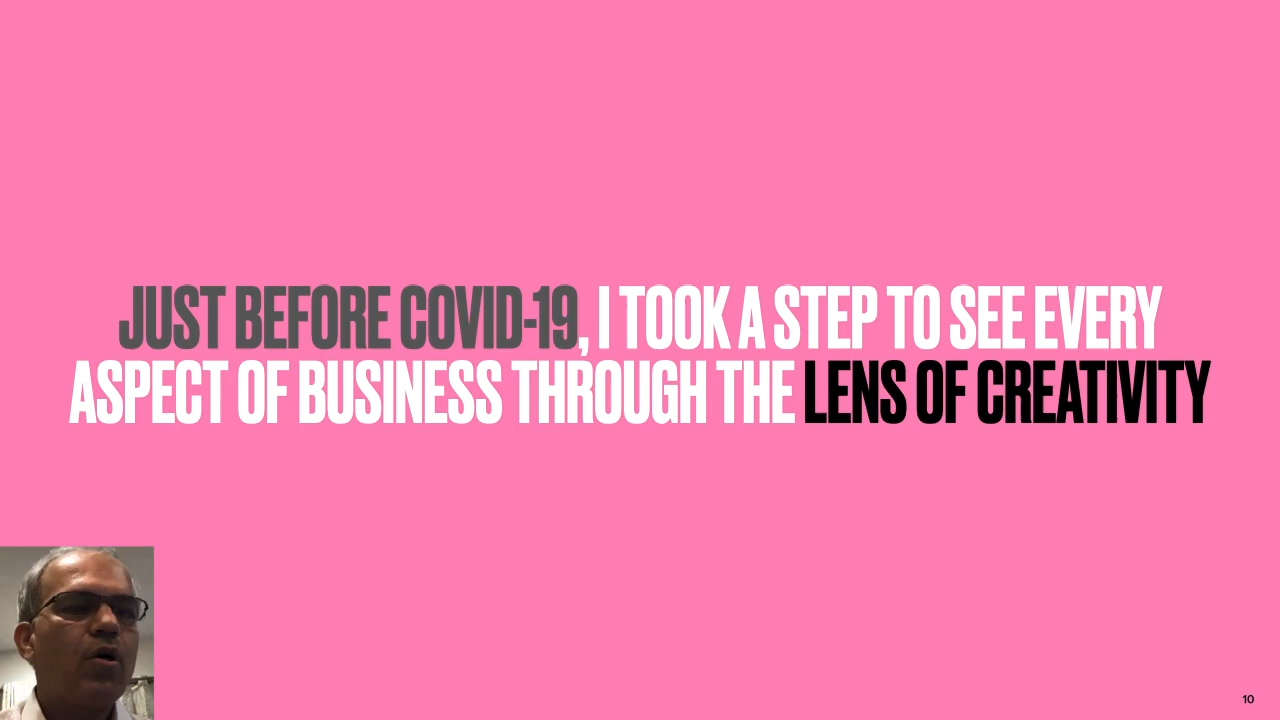 JUST BEFORE COVID-19, I TOOK A STEP TO SEE EVERY
ASPECT OF BUSINESS THROUGH THE LENS OF CREATIVITY
10